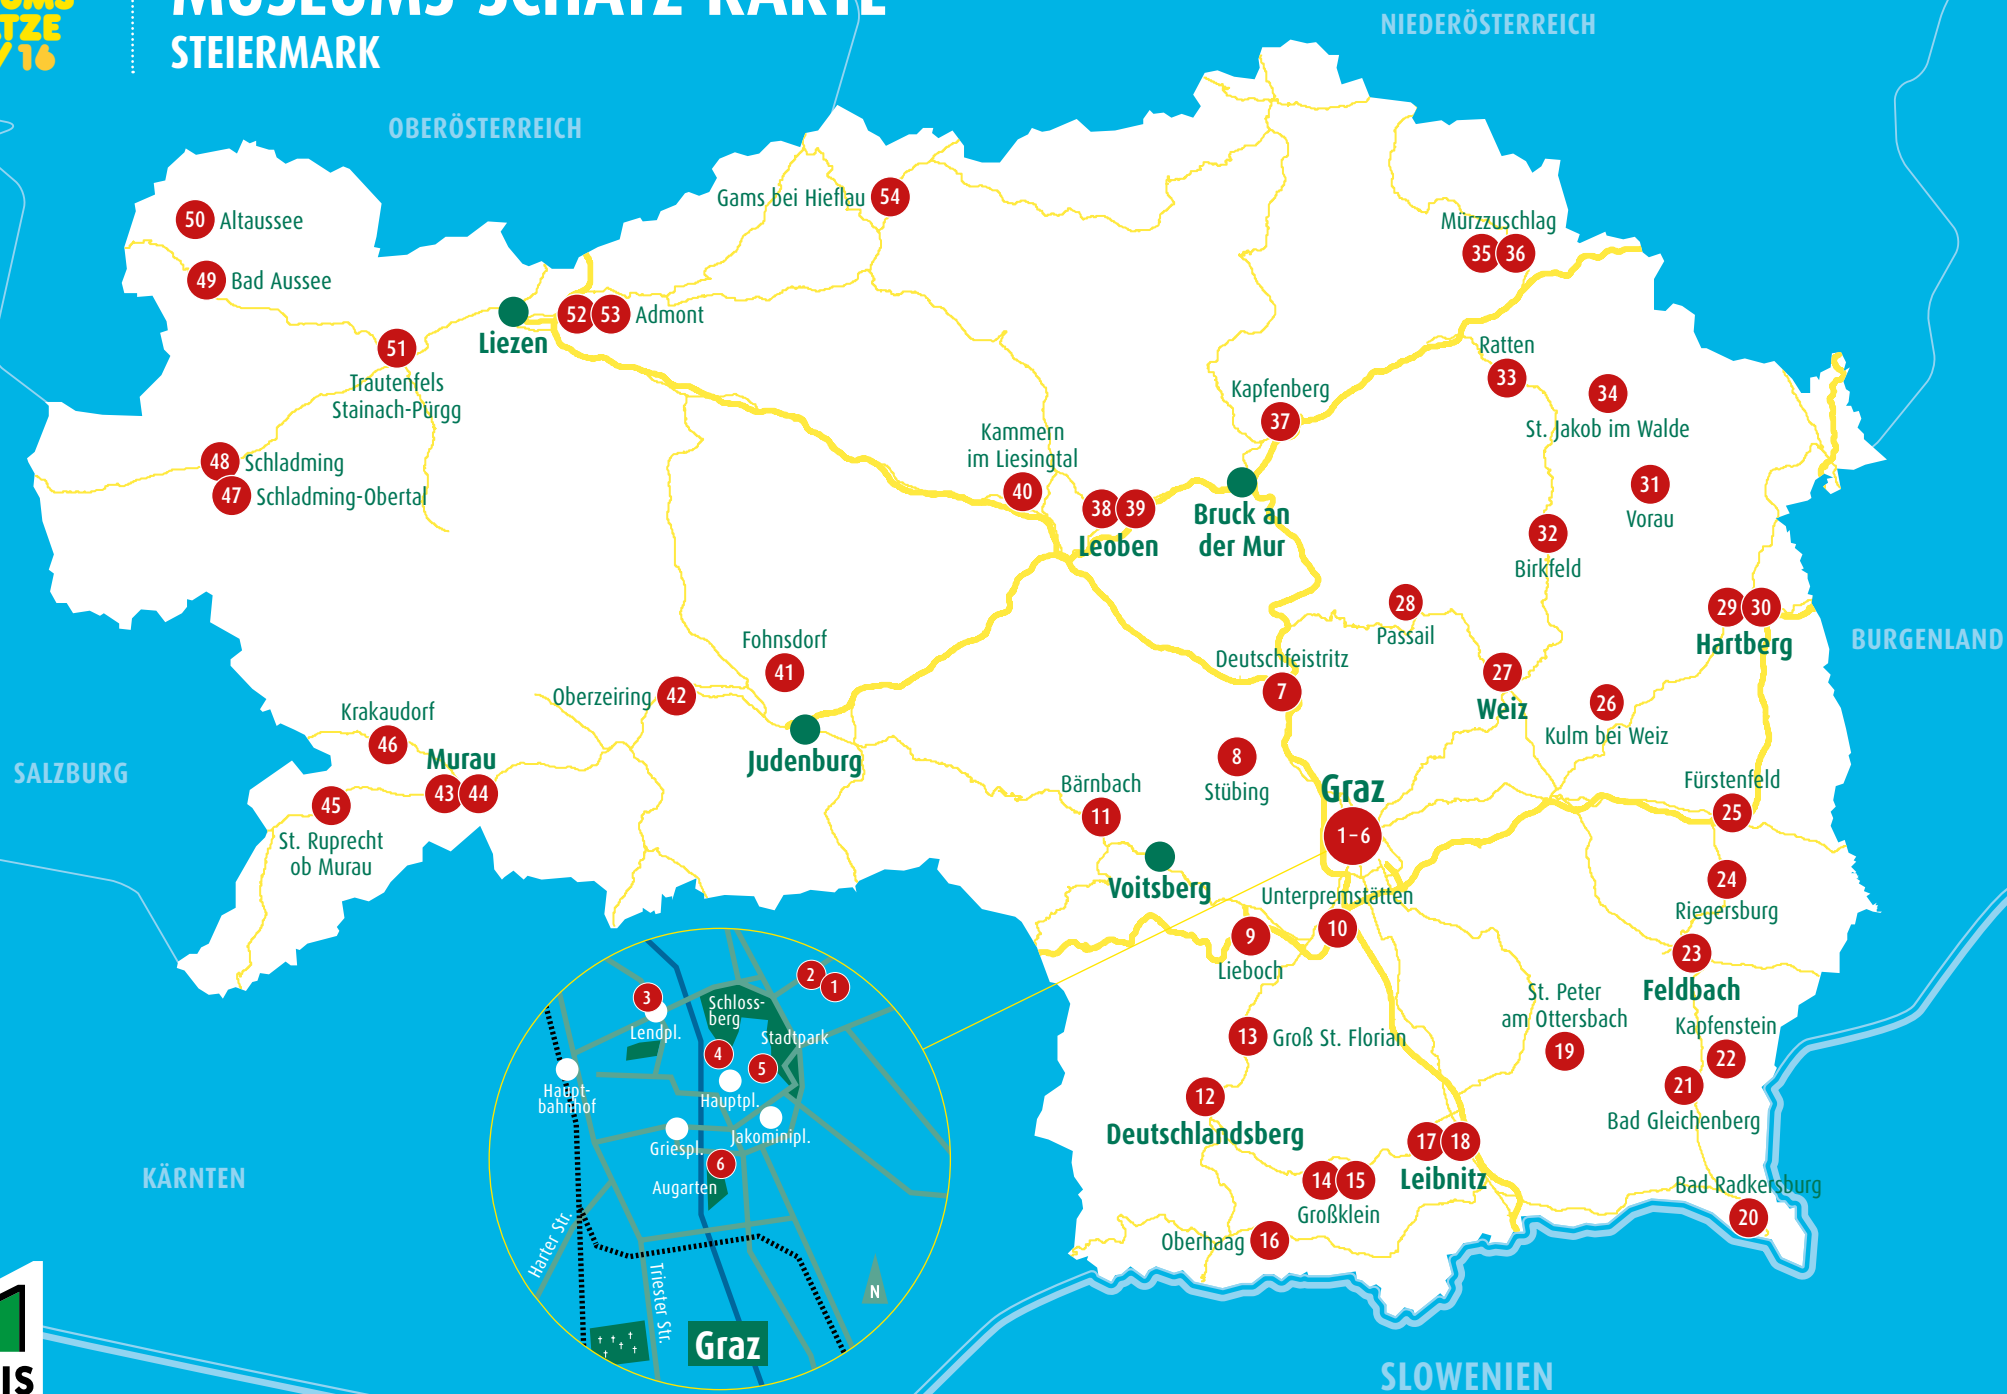 MUSEUMS-SCHATZ-KARTE
STEIERMARK
TZE
/16
NIEDERÖSTERREICH
OBERÖSTERREICH
50 Altaussee
49 Bad Aussee
Gams bei Hieflau 54
Mürzzuschlag
35 36
52 53 Admont
Liezen
51
Trautenfels
Stainach-Pürgg
Ratten
33
34
St. Jakob im Walde
Kapfenberg
37
Kammern
im Liesingtal
40
48 Schladming
47 Schladming-Obertal
38 39
Leoben
Bruck an
der Mur
31
Vorau
32
Birkfeld
28
Passail
29 30
Hartberg
BURGENLAND
Fohnsdorf
41
Oberzeiring 42
Deutschfeistritz
7
27
Weiz
26
Kulm bei Weiz
Krakaudorf
46
Murau
43 44
Judenburg
SALZBURG
8
Stübing
Bärnbach
11
Graz
1–6
Fürstenfeld
25
45
St. Ruprecht
ob Murau
Voitsberg
Unterpremstätten
10
24
Riegersburg
9
Lieboch
23
Feldbach
St. Peter
am Ottersbach
19
Kapfenstein
22
13 Groß St. Florian
21
Bad Gleichenberg
12
Deutschlandsberg
17 18
Leibnitz
14 15
Großklein
Bad Radkersburg
20
Oberhaag 16
KÄRNTEN
SLOWENIEN
2 1
3
Lendpl.
Schloss-
berg
Stadtpark
4
5
Haupt-
bahnhof
Hauptpl.
Griespl.
Jakominipl.
6
Augarten
Harter Str.
Triester Str.
N
Graz
IS